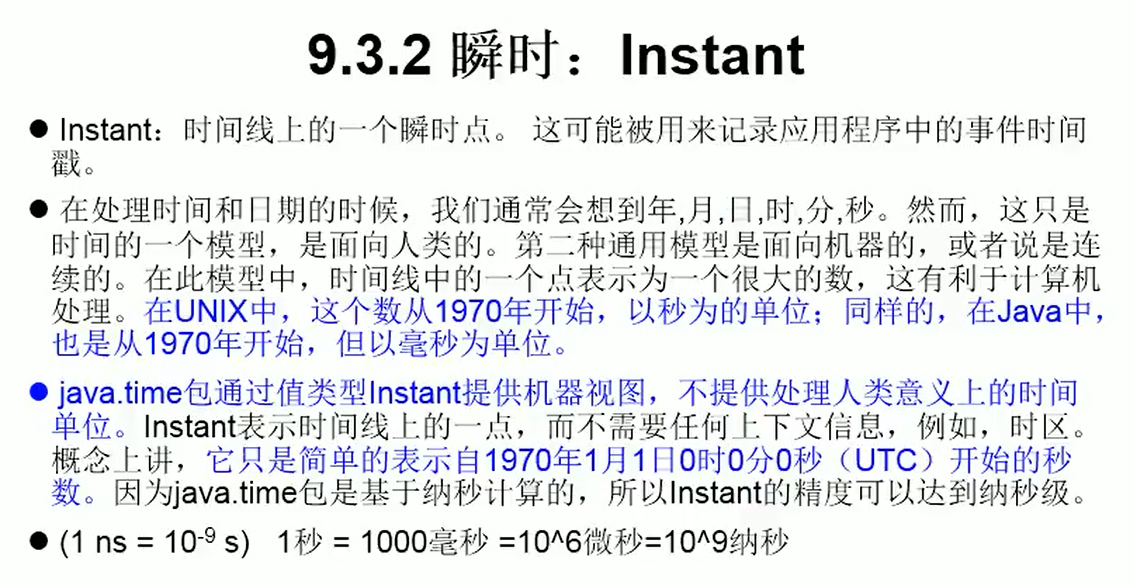 9.3.2 瞬时：Instant
● Instant：时间线上的一个瞬时点。 这可能被用来记录应用程序中的事件时间
戳。
● 在处理时间和日期的时候，我们通常会想到年,月,日,时,分,秒。然而，这只是
时间的一个模型，是面向人类的。第二种通用模型是面向机器的，或者说是连
续的。在此模型中，时间线中的一个点表示为一个很大的数，这有利于计算机
处理。在UNIX中，这个数从1970年开始，以秒为的单位；同样的，在Java中，
也是从1970年开始，但以毫秒为单位。
● java.time包通过值类型Instant提供机器视图，不提供处理人类意义上的时间
单位。Instant表示时间线上的一点，而不需要任何上下文信息，例如，时区。
概念上讲，它只是简单的表示自1970年1月1日0时0分0秒（UTC）开始的秒
数。因为java.time包是基于纳秒计算的，所以Instant的精度可以达到纳秒级。
● (1 ns = 10⁻⁹ s) 1秒 = 1000毫秒 =10^6微秒=10^9纳秒